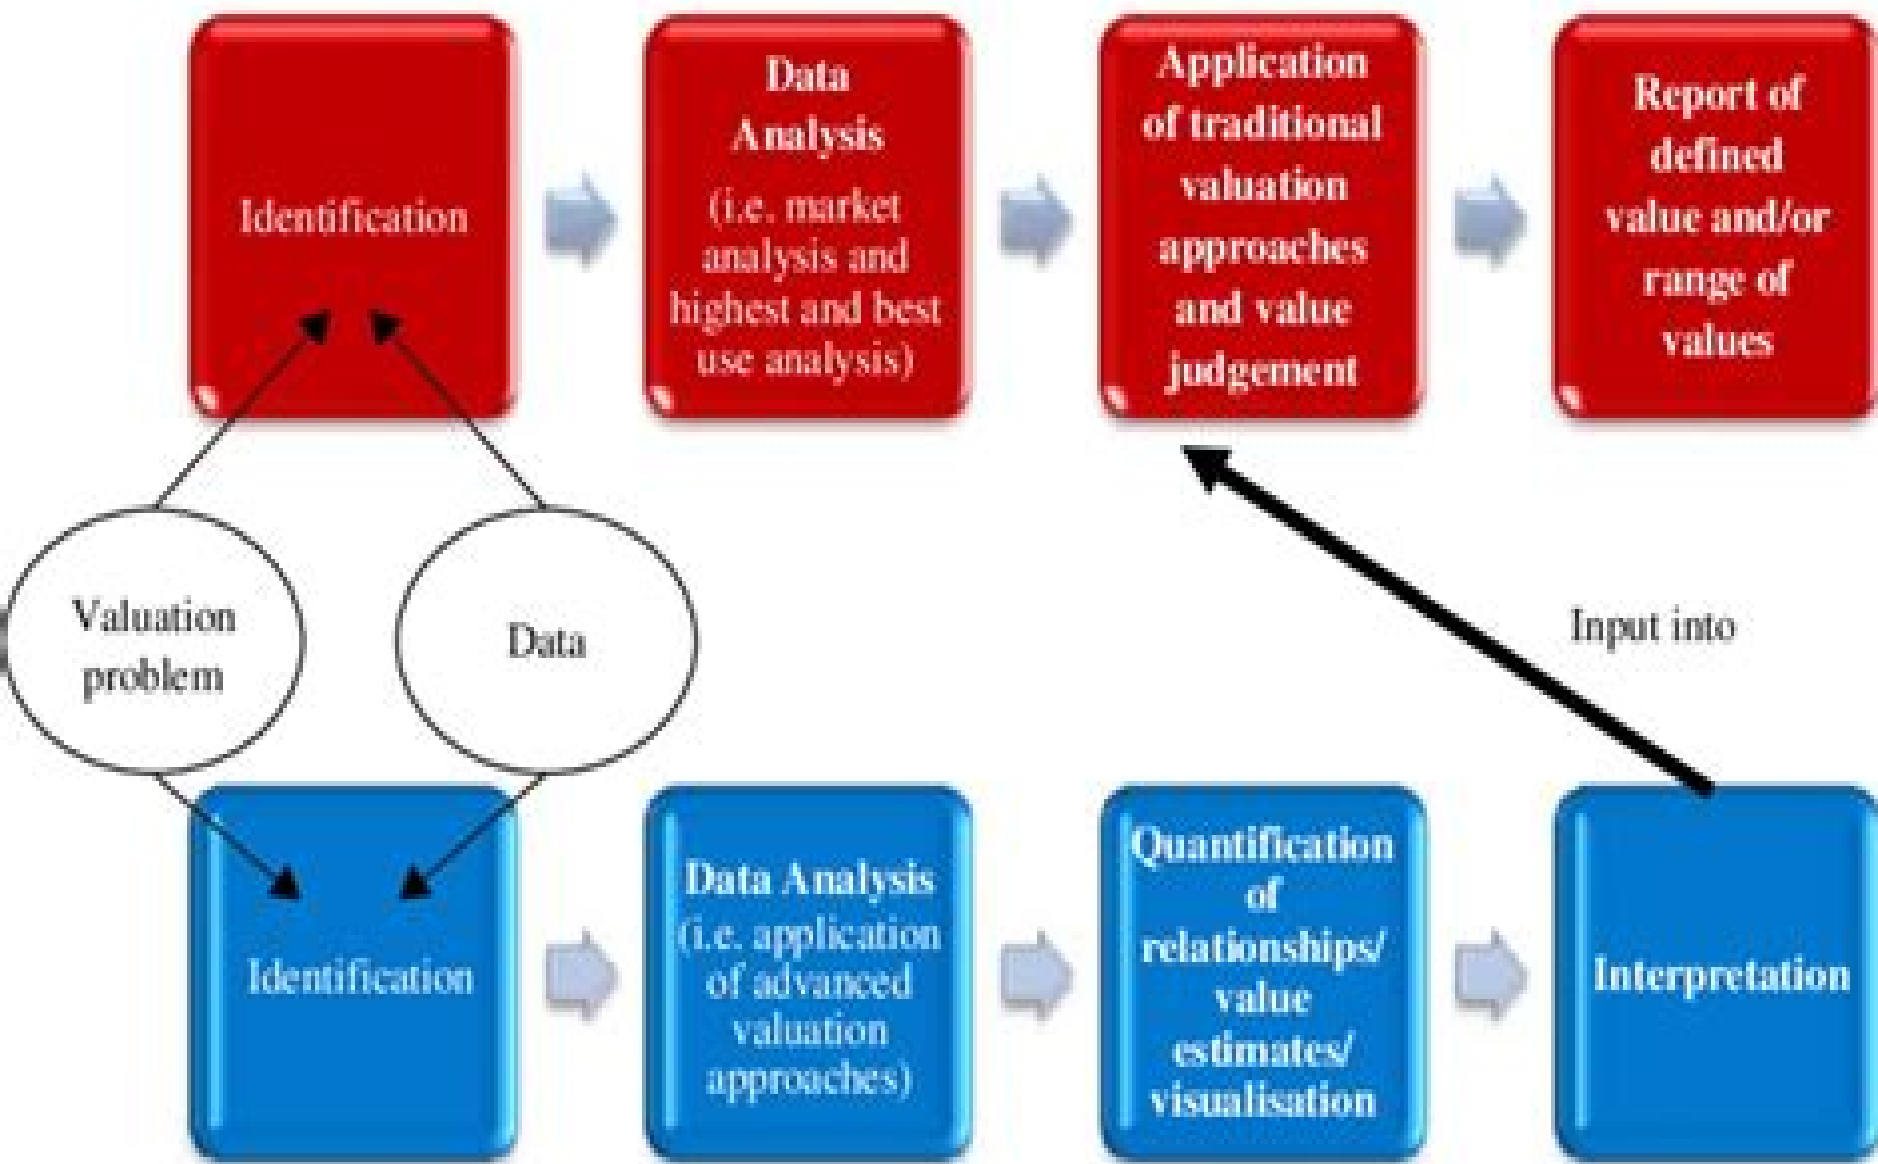 Identification
Data
Analysis
(i.e. market
analysis and
highest and best
use analysis)
Application
of traditional
valuation
approaches
and value
judgement
Report of
defined
value and/or
range of
values
Valuation
problem
Data
Input into
Identification
Data Analysis
(i.e. application
of advanced
valuation
approaches)
Quantification
of
relationships/
value
estimates/
visualisation
Interpretation